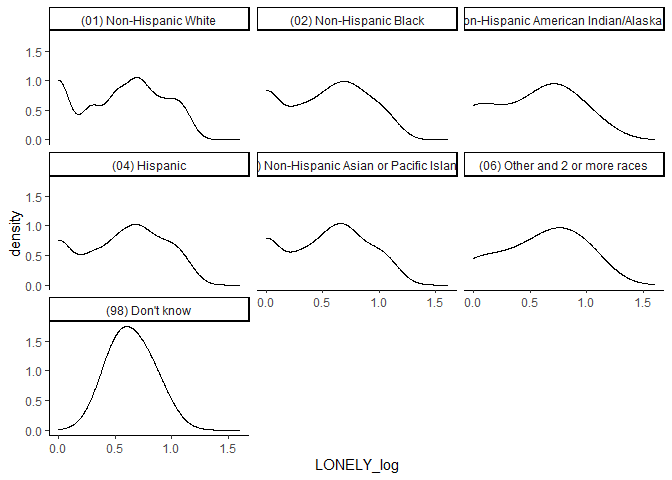 (01) Non-Hispanic White
(02) Non-Hispanic Black
on-Hispanic American Indian/Alaska
1.5
1.0
0.5
0.0
(04) Hispanic
) Non-Hispanic Asian or Pacific Islan
(06) Other and 2 or more races
1.5
1.0
0.5
0.0
density
0.0 0.5 1.0 1.5
0.0 0.5 1.0 1.5
(98) Don't know
1.5
1.0
0.5
0.0
0.0 0.5 1.0 1.5
LONELY_log